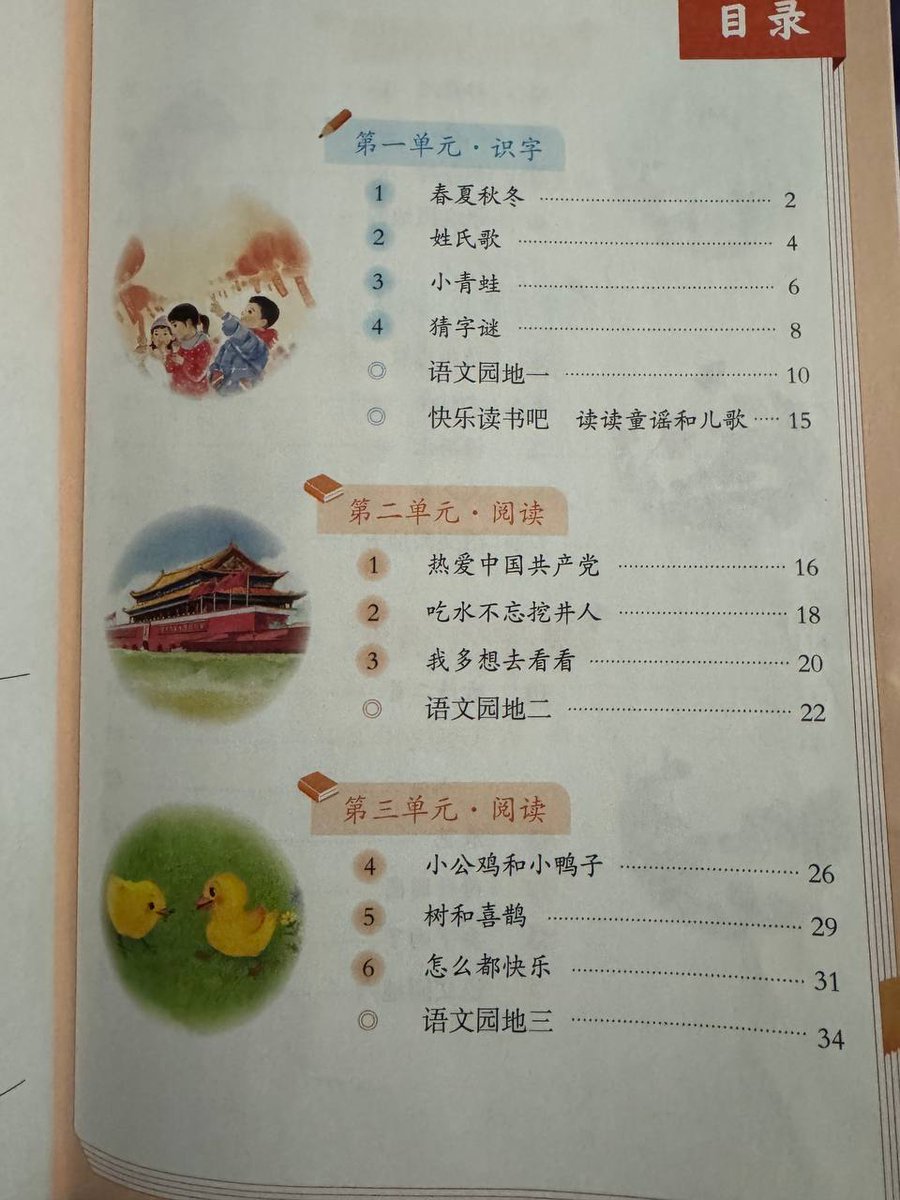 目录
第一单元·识字
1 春夏秋冬 …… 2
2 姓氏歌 …… 4
3 小青蛙 …… 6
4 猜字谜 …… 8
◎ 语文园地一 …… 10
◎ 快乐读书吧 读读童谣和儿歌 …… 15
第二单元·阅读
1 热爱中国共产党 …… 16
2 吃水不忘挖井人 …… 18
3 我多想去看看 …… 20
◎ 语文园地二 …… 22
第三单元·阅读
4 小公鸡和小鸭子 …… 26
5 树和喜鹊 …… 29
6 怎么都快乐 …… 31
◎ 语文园地三 …… 34